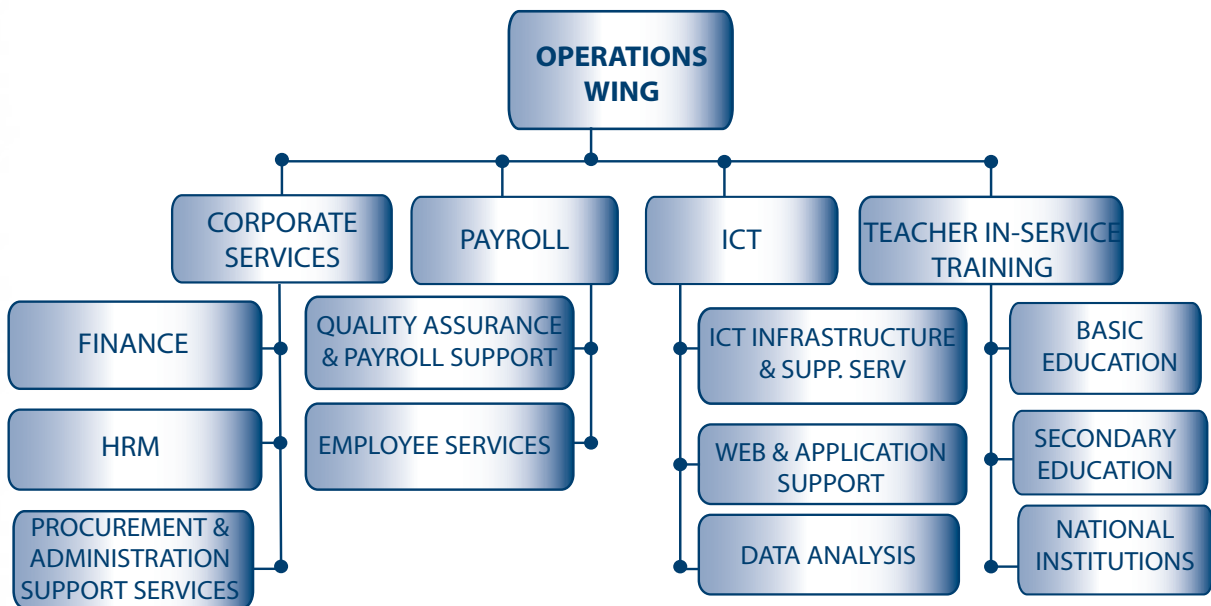 OPERATIONS
WING
CORPORATE
SERVICES
PAYROLL
ICT
TEACHER IN-SERVICE
TRAINING
FINANCE
HRM
PROCUREMENT &
ADMINISTRATION
SUPPORT SERVICES
QUALITY ASSURANCE
& PAYROLL SUPPORT
EMPLOYEE SERVICES
ICT INFRASTRUCTURE
& SUPP. SERV
WEB & APPLICATION
SUPPORT
DATA ANALYSIS
BASIC
EDUCATION
SECONDARY
EDUCATION
NATIONAL
INSTITUTIONS